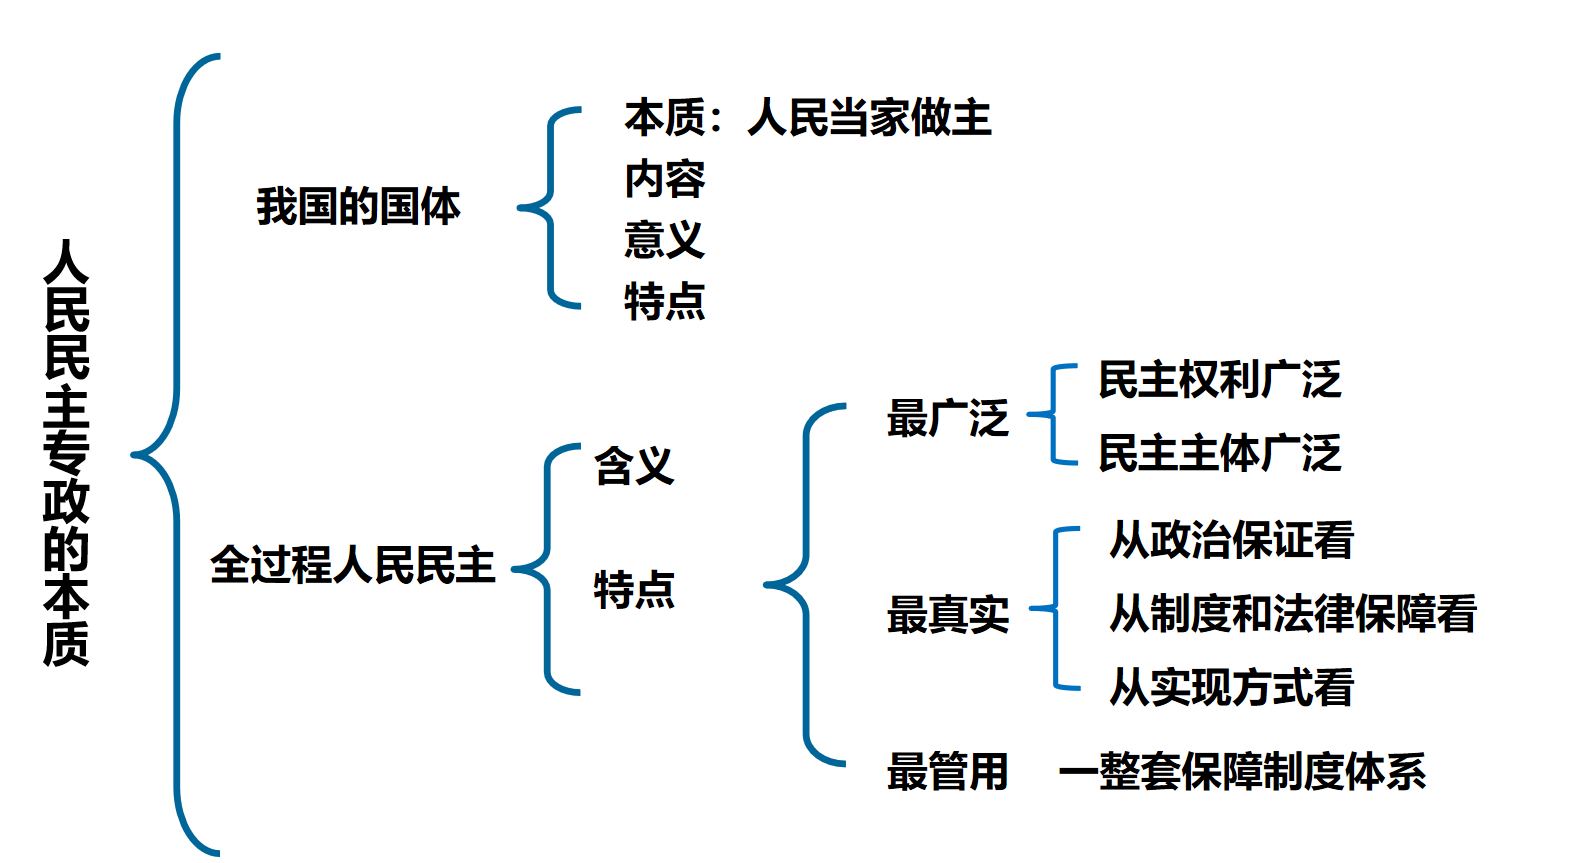 人民民主专政的本质
我国的国体
本质：人民当家做主
内容
意义
特点
全过程人民民主
含义
特点
最广泛
民主权利广泛
民主主体广泛
最真实
从政治保证看
从制度和法律保障看
从实现方式看
最管用
一整套保障制度体系